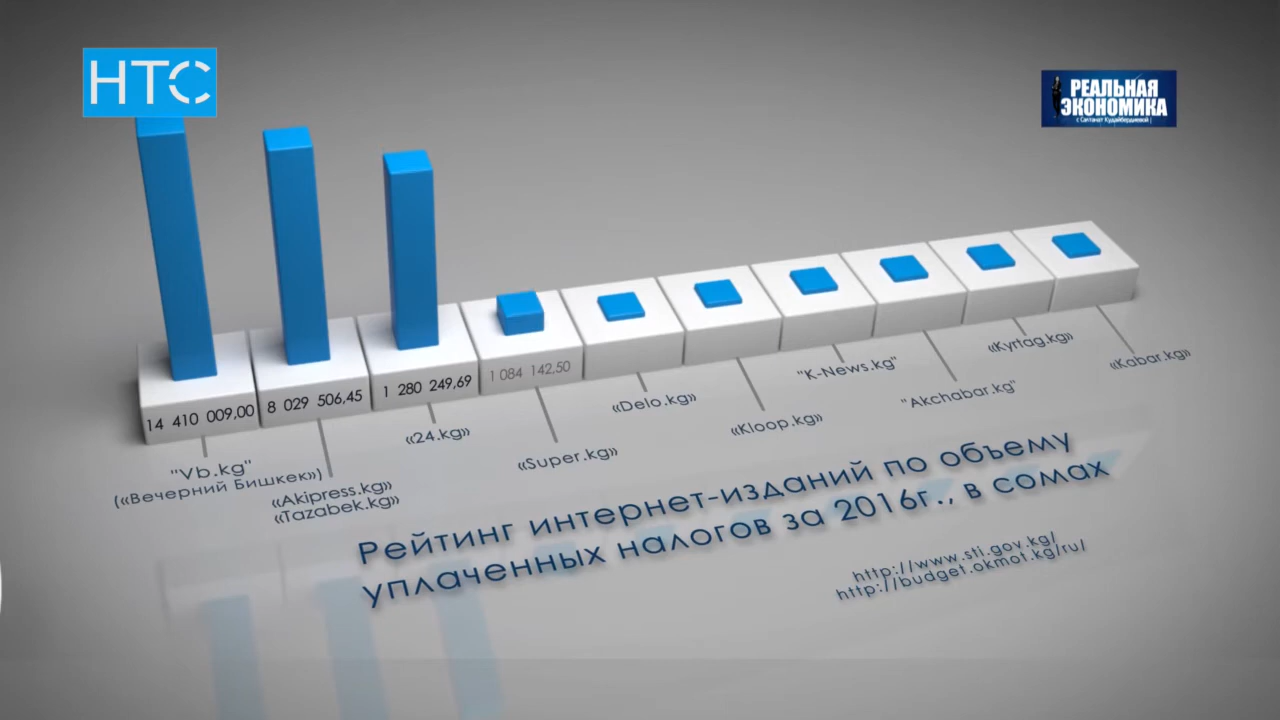 НТС
РЕАЛЬНАЯ
ЭКОНОМИКА
с Салтанат Кудайбердиевой
14 410 009,00
8 029 506,45
1 280 249,69
1 084 142,50
"Vb.kg"
(«Вечерний Бишкек»)
«Akipress.kg»
«Tazabek.kg»
«24.kg»
«Super.kg»
«Delo.kg»
«Kloop.kg»
"K-News.kg"
"Akchabar.kg"
«Kyrtag.kg»
«Kabar.kg»
Рейтинг интернет-изданий по объему
уплаченных налогов за 2016г., в сомах
http://www.sti.gov.kg/
http://budget.okmot.kg/ru/